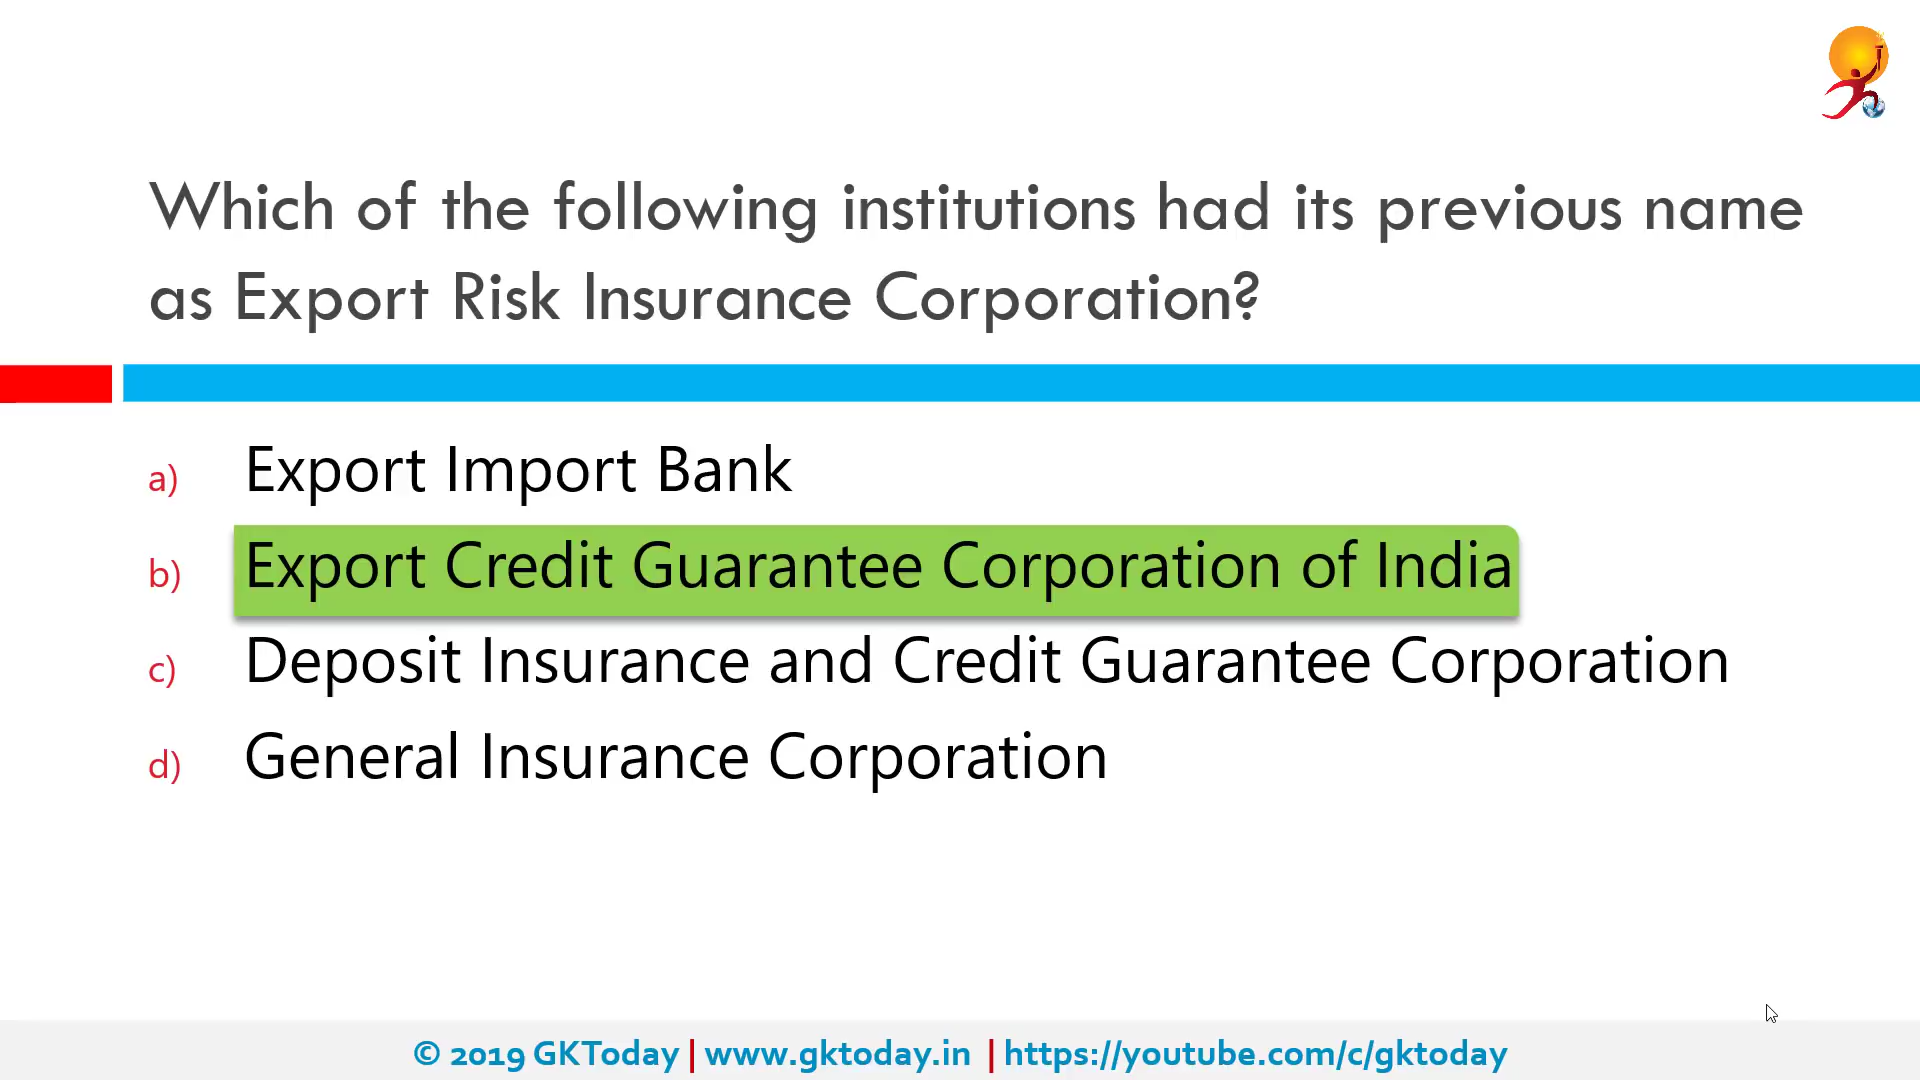 Which of the following institutions had its previous name
as Export Risk Insurance Corporation?
a) Export Import Bank
b) Export Credit Guarantee Corporation of India
c) Deposit Insurance and Credit Guarantee Corporation
d) General Insurance Corporation
© 2019 GKToday | www.gktoday.in | https://youtube.com/c/gktoday